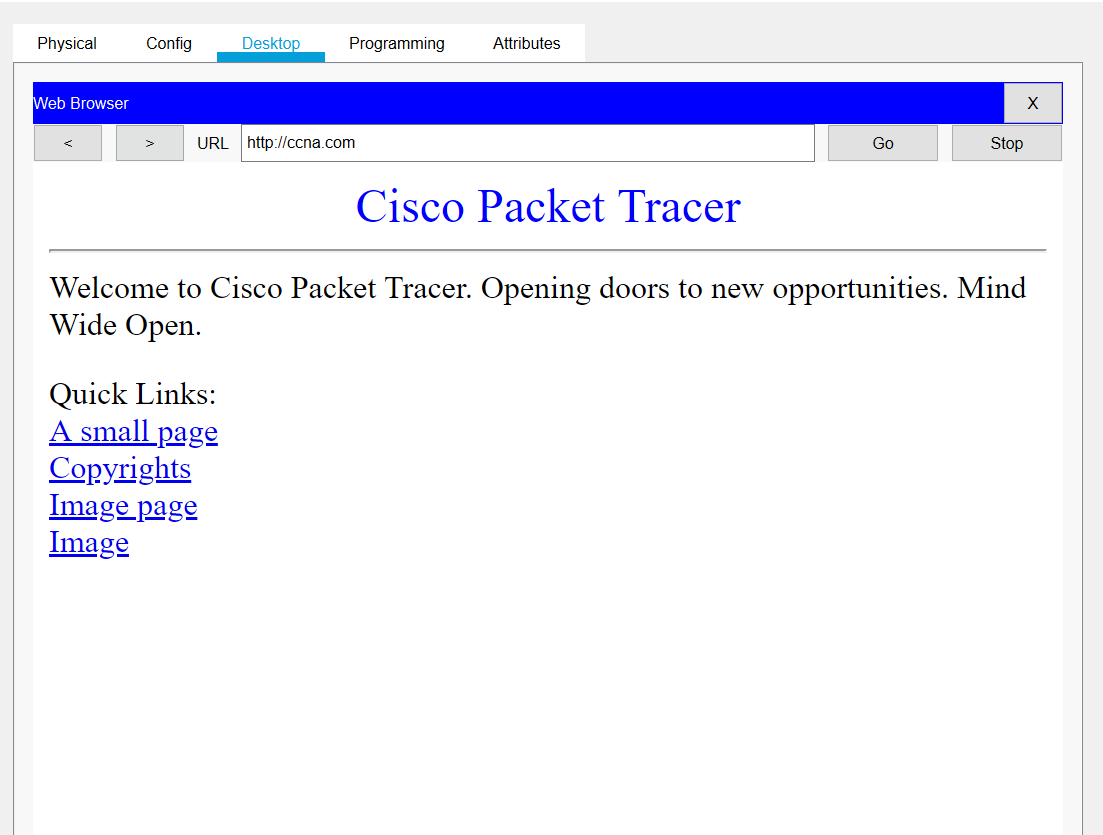 Physical Config Desktop Programming Attributes
Web Browser X
< > URL http://ccna.com Go Stop
Cisco Packet Tracer
Welcome to Cisco Packet Tracer. Opening doors to new opportunities. Mind
Wide Open.
Quick Links:
A small page
Copyrights
Image page
Image